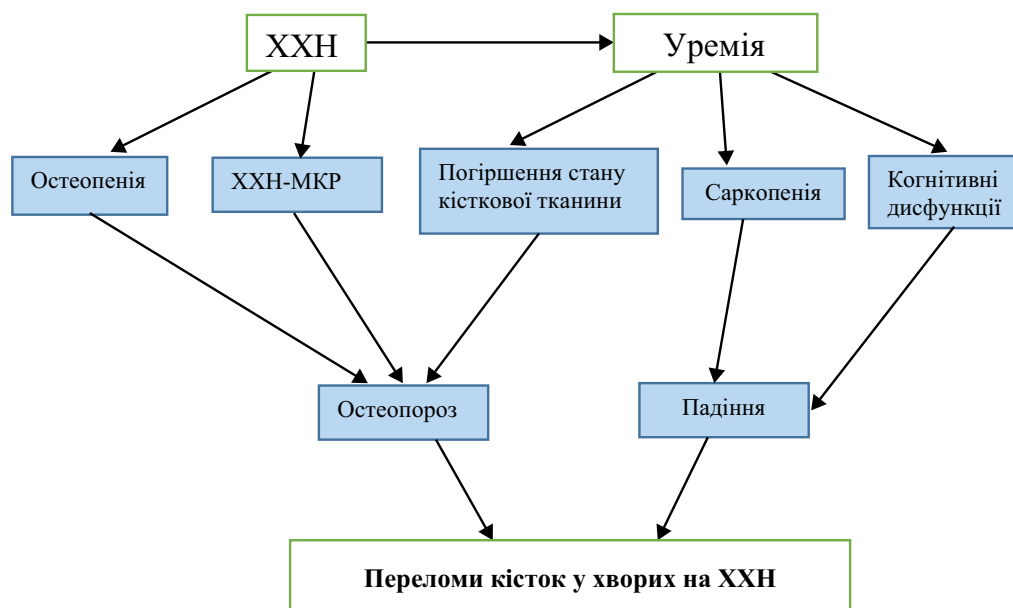 ХХН
Уремія
Остеопенія
ХХН-МКР
Погіршення стану
кісткової тканини
Саркопенія
Когнітивні
дисфункції
Остеопороз
Падіння
Переломи кісток у хворих на ХХН